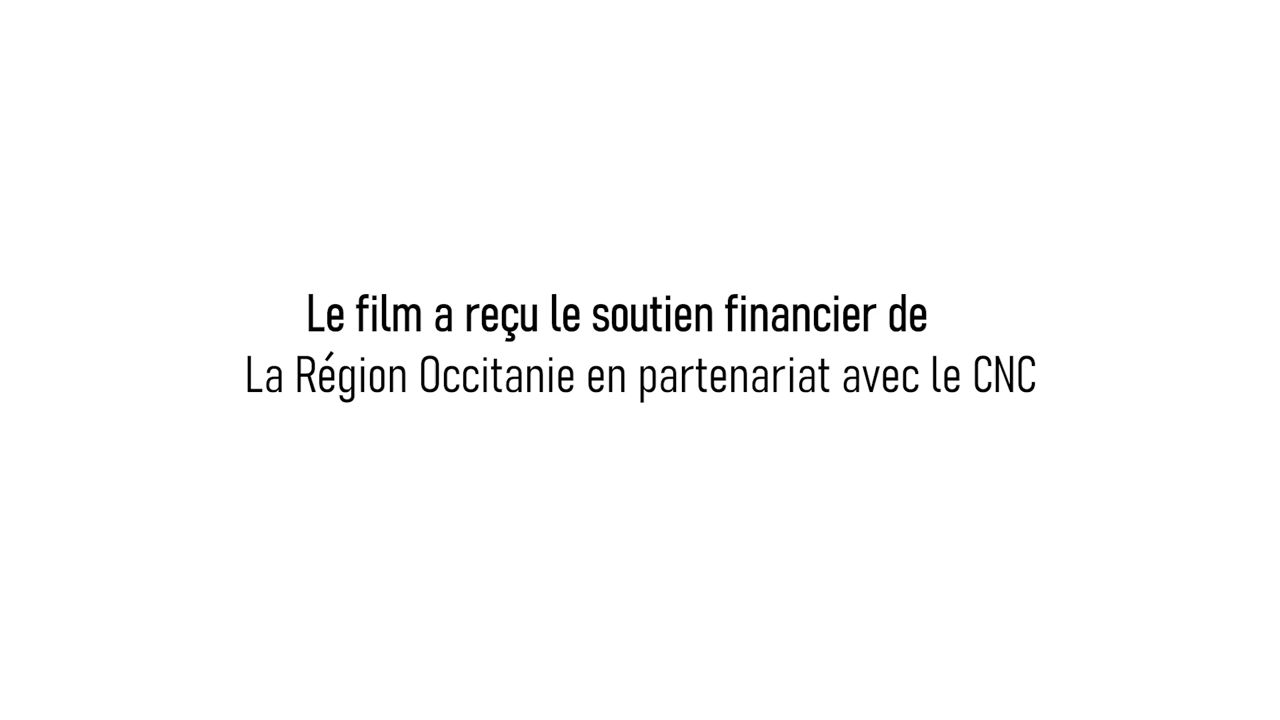 Le film a reçu le soutien financier de
La Région Occitanie en partenariat avec le CNC